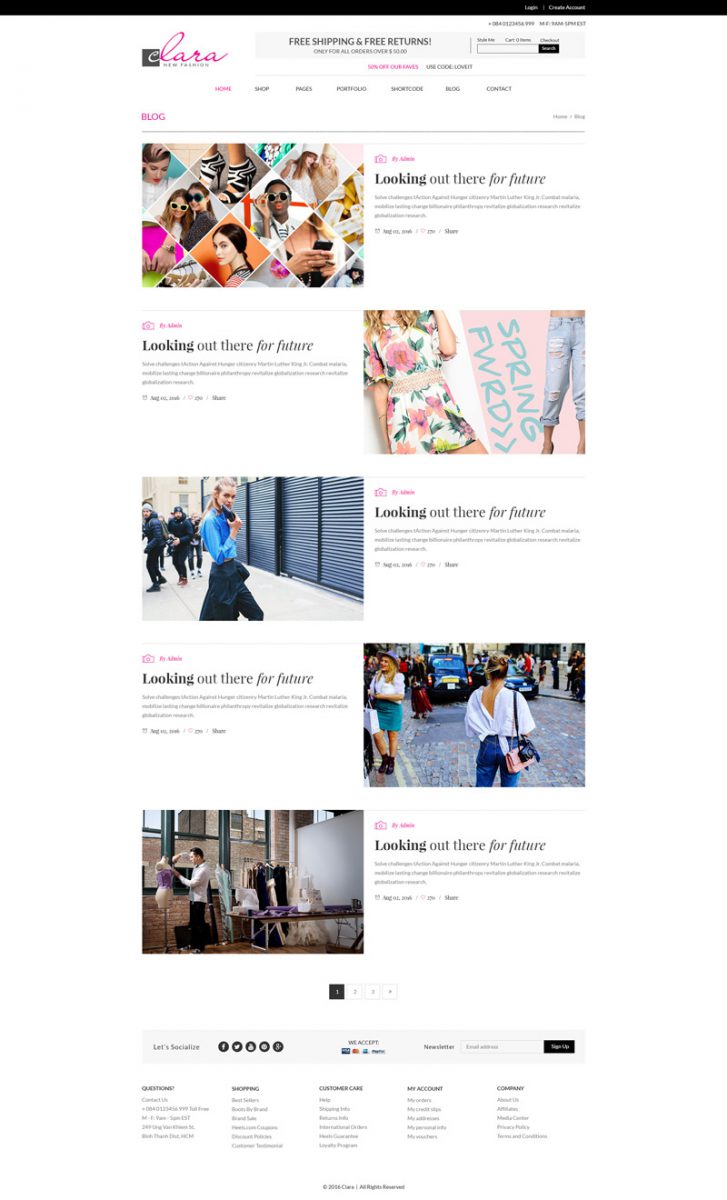 Login | Create Account
+ 084 0123456 999 M-F: 9AM-5PM EST
clara
NEW FASHION
FREE SHIPPING & FREE RETURNS!
ONLY FOR ALL ORDERS OVER $ 50.00
Style Me Cart: 0 Items Checkout
Search
50% OFF OUR FAVES USE CODE: LOVEIT
HOME SHOP PAGES PORTFOLIO SHORTCODE BLOG CONTACT
BLOG
Home / Blog
By Admin
Looking out there for future
Solve challenges tAction Against Hunger citizenry Martin Luther King Jr. Combat malaria,
mobilize lasting change billionaire philanthropy revitalize globalization research revitalize
globalization research.
Aug 02, 2016 / 270 / Share
By Admin
Looking out there for future
Solve challenges tAction Against Hunger citizenry Martin Luther King Jr. Combat malaria,
mobilize lasting change billionaire philanthropy revitalize globalization research revitalize
globalization research.
Aug 02, 2016 / 270 / Share
SPRING
FWRD>>
By Admin
Looking out there for future
Solve challenges tAction Against Hunger citizenry Martin Luther King Jr. Combat malaria,
mobilize lasting change billionaire philanthropy revitalize globalization research revitalize
globalization research.
Aug 02, 2016 / 270 / Share
By Admin
Looking out there for future
Solve challenges tAction Against Hunger citizenry Martin Luther King Jr. Combat malaria,
mobilize lasting change billionaire philanthropy revitalize globalization research revitalize
globalization research.
Aug 02, 2016 / 270 / Share
By Admin
Looking out there for future
Solve challenges tAction Against Hunger citizenry Martin Luther King Jr. Combat malaria,
mobilize lasting change billionaire philanthropy revitalize globalization research revitalize
globalization research.
Aug 02, 2016 / 270 / Share
1 2 3 »
Let's Socialize
WE ACCEPT:
VISA PayPal
Newsletter Email address Sign Up
QUESTIONS?
Contact Us
+ 084 0123456 999 Toll Free
M - F: 9am - 5pm EST
249 Ung Van Khiem St.
Binh Thanh Dist, HCM
SHOPPING
Best Sellers
Boots By Brand
Brand Sale
Heels.com Coupons
Discount Policies
Customer Testimonial
CUSTOMER CARE
Help
Shipping Info
Returns Info
International Orders
Heels Guarantee
Loyalty Program
MY ACCOUNT
My orders
My credit slips
My addresses
My personal info
My vouchers
COMPANY
About Us
Affiliates
Media Center
Privacy Policy
Terms and Conditions
© 2016 Clara | All Rights Reserved